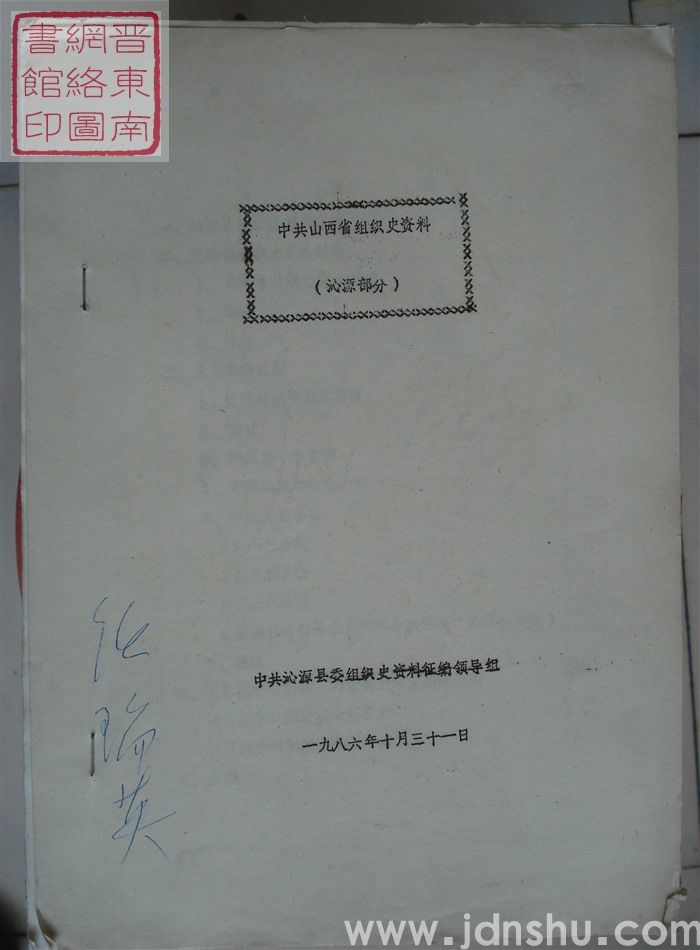 晋東南
網絡圖
書館印
中共山西省组织史资料
（沁源部分）
中共沁源县委组织史资料征编领导组
一九八六年十月三十一日
瑞
英
www.jdnshu.com